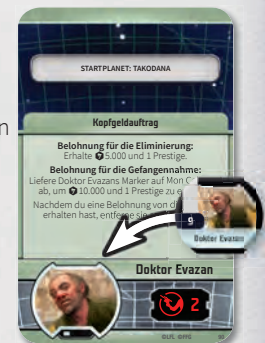 STARTPLANET: TAKODANA
Kopfgeldauftrag
Belohnung für die Eliminierung:
Erhalte 5.000 und 1 Prestige.
Belohnung für die Gefangennahme:
Liefere Doktor Evazans Marker auf Mon
ab, um 10.000 und 1 Prestige zu
Nachdem du eine Belohnung von
erhalten hast, entferne sie
9
Doktor Evazan
Doktor Evazan
2